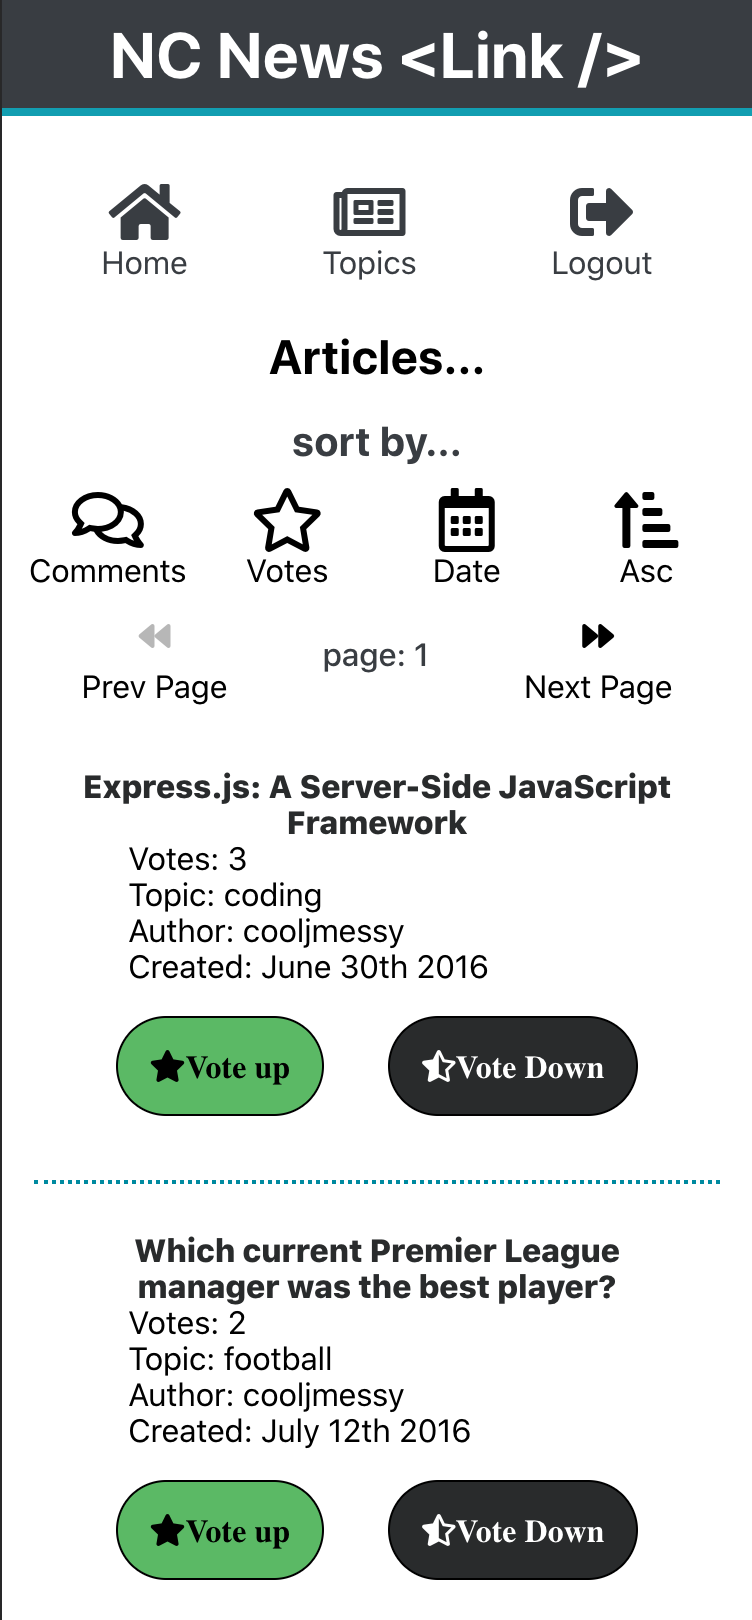 NC News <Link />
Home Topics Logout
Articles...
sort by...
Comments Votes Date Asc
Prev Page page: 1 Next Page
Express.js: A Server-Side JavaScript
Framework
Votes: 3
Topic: coding
Author: cooljmessy
Created: June 30th 2016
Vote up Vote Down
Which current Premier League
manager was the best player?
Votes: 2
Topic: football
Author: cooljmessy
Created: July 12th 2016
Vote up Vote Down